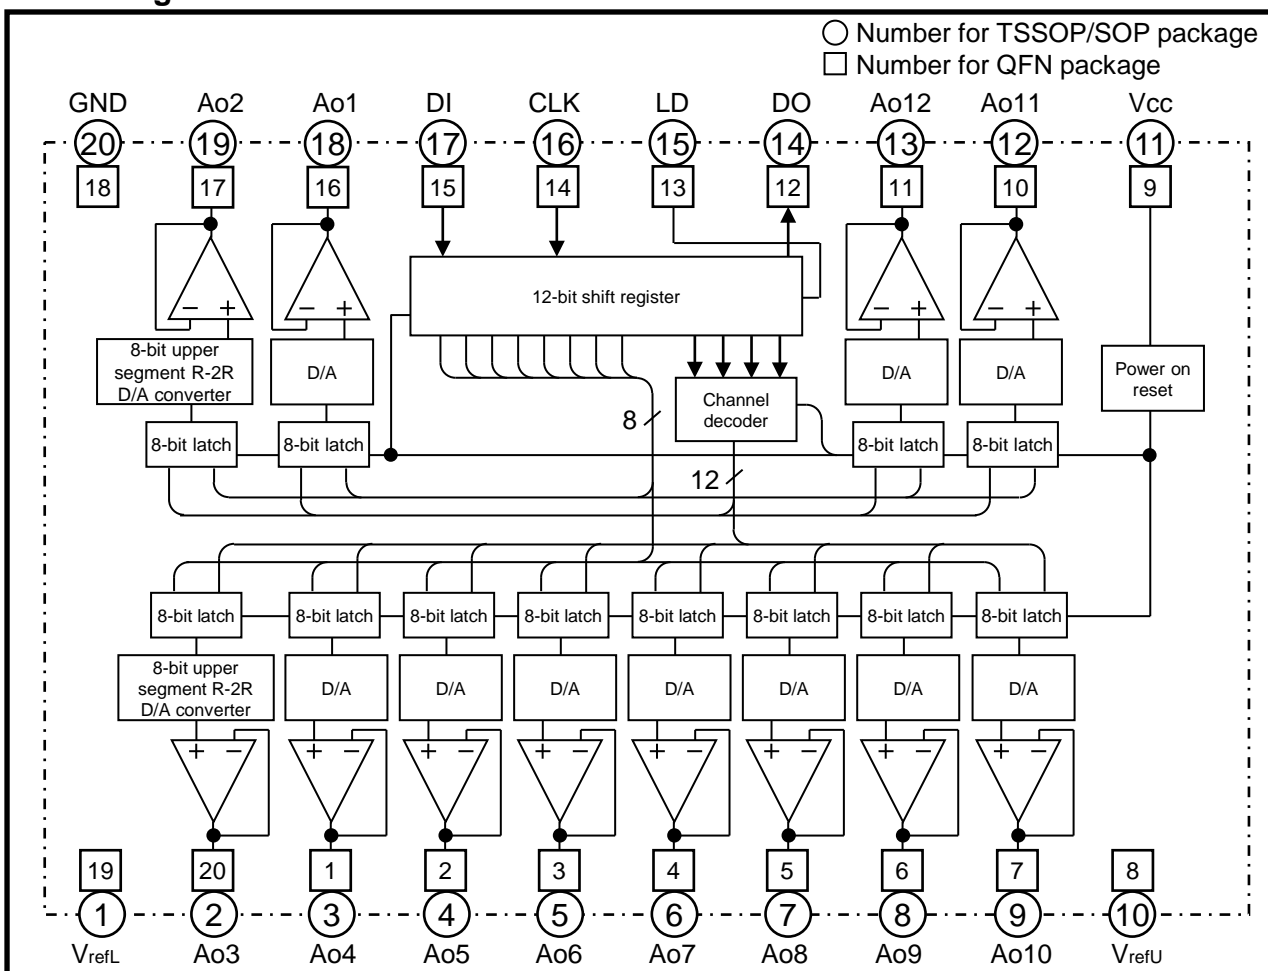 Number for TSSOP/SOP package
Number for QFN package
GND Ao2 Ao1 DI CLK LD DO Ao12 Ao11 Vcc
20 19 18 17 16 15 14 13 12 11
18 17 16 15 14 13 12 11 10 9
− + − + − + − +
12-bit shift register
8-bit upper
segment R-2R
D/A converter
D/A
D/A
D/A
Power on
reset
Channel
decoder
8
8-bit latch 8-bit latch 8-bit latch 8-bit latch
12
8-bit latch 8-bit latch 8-bit latch 8-bit latch 8-bit latch 8-bit latch 8-bit latch 8-bit latch
8-bit upper
segment R-2R
D/A converter
D/A D/A D/A D/A D/A D/A D/A
+ − + − + − + − + − + − + − + −
19 20 1 2 3 4 5 6 7 8
1 2 3 4 5 6 7 8 9 10
VrefL Ao3 Ao4 Ao5 Ao6 Ao7 Ao8 Ao9 Ao10 VrefU